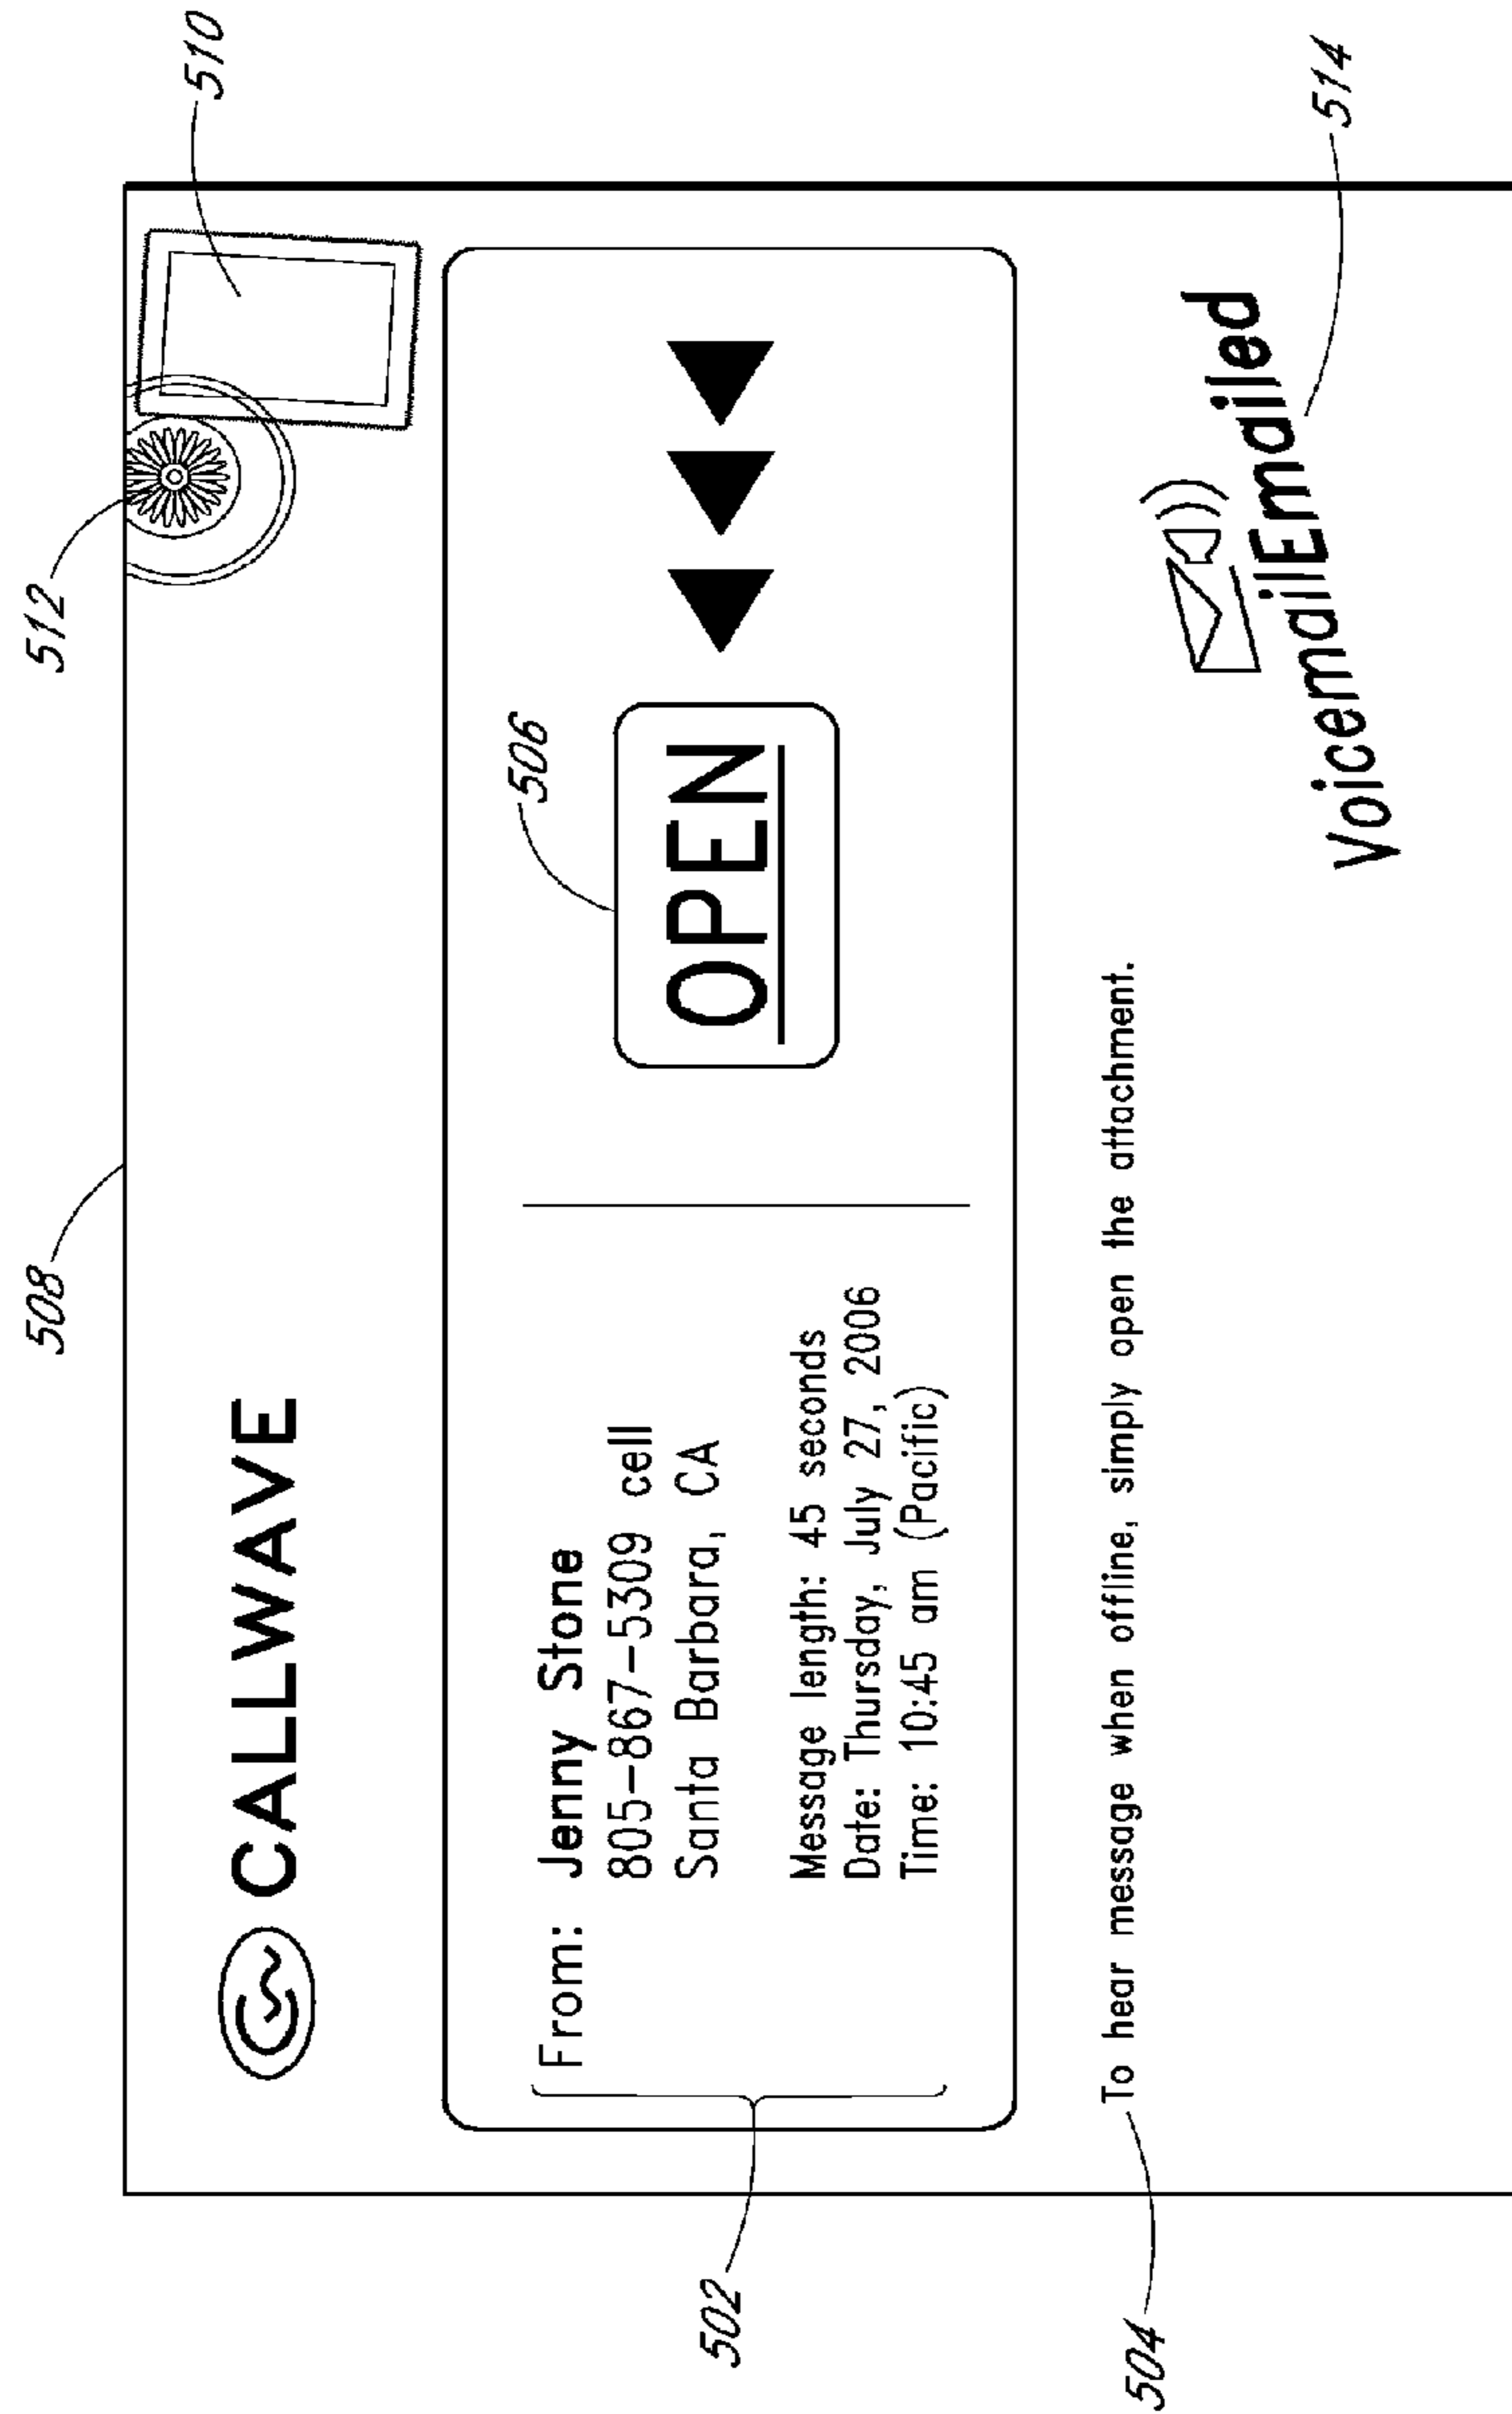 512
510
508
CALLWAVE
506
From: Jenny Stone
805-867-5309 cell
Santa Barbara, CA
Message length: 45 seconds
Date: Thursday, July 27, 2006
Time: 10:45 am (Pacific)
OPEN
502
504
To hear message when offline, simply open the attachment.
VoicemailEmailed
514